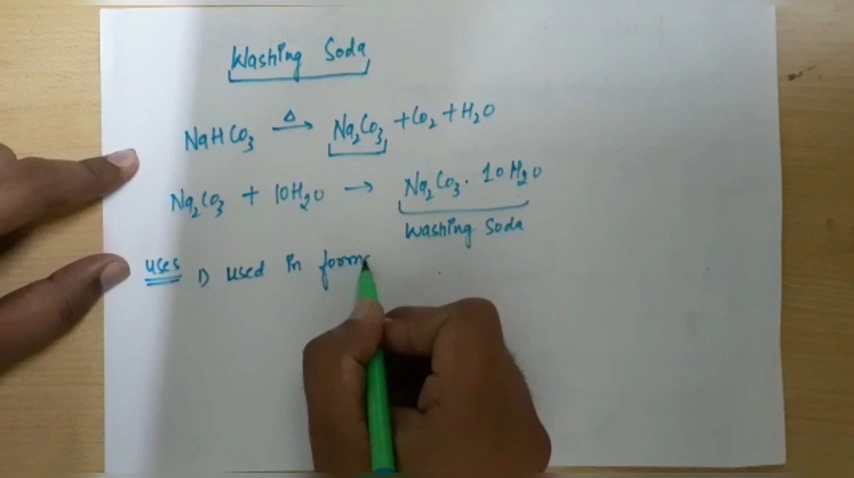 Washing Soda
NaHCO₃ —Δ→ Na₂CO₃ + CO₂ + H₂O
Na₂CO₃ + 10H₂O → Na₂CO₃. 10H₂O
Washing Soda
uses 1) used in